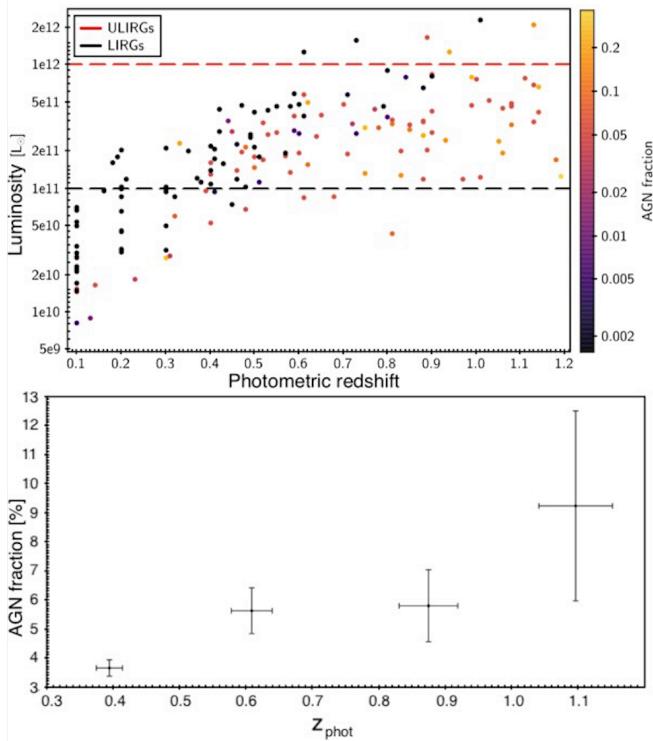 ULIRGs
LIRGs
2e12
1e12
5e11
2e11
1e11
5e10
2e10
1e10
5e9
Luminosity [L⊙]
0.1 0.2 0.3 0.4 0.5 0.6 0.7 0.8 0.9 1.0 1.1 1.2
Photometric redshift
0.2
0.1
0.05
0.02
0.01
0.005
0.002
AGN fraction
13
12
11
10
9
8
7
6
5
4
3
AGN fraction [%]
0.3 0.4 0.5 0.6 0.7 0.8 0.9 1.0 1.1
Zphot